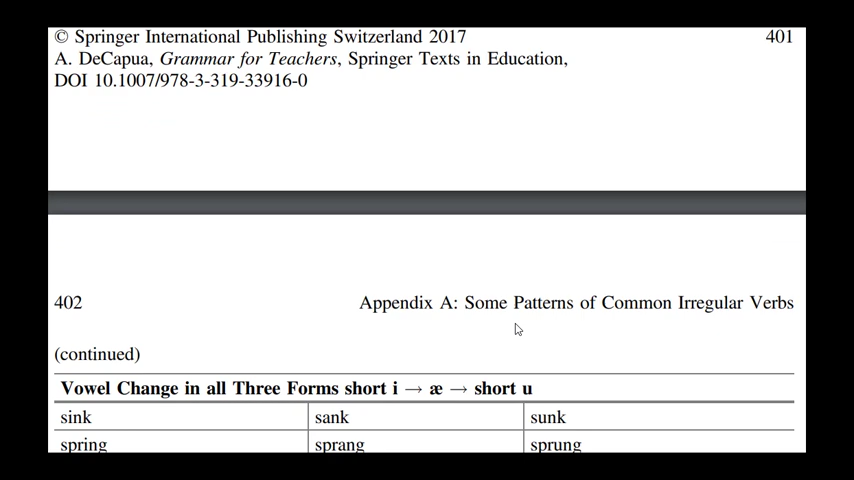 © Springer International Publishing Switzerland 2017 401
A. DeCapua, Grammar for Teachers, Springer Texts in Education,
DOI 10.1007/978-3-319-33916-0
402 Appendix A: Some Patterns of Common Irregular Verbs
(continued)
Vowel Change in all Three Forms short i → æ → short u
sink sank sunk
spring sprang sprung